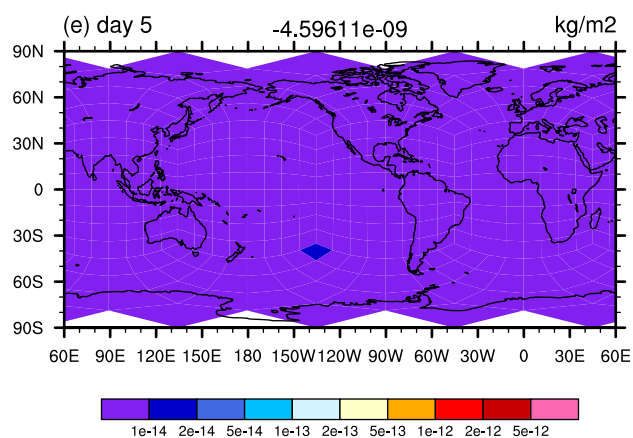 (e) day 5 -4.59611e-09 kg/m2
90N
60N
30N
0
30S
60S
90S
60E 90E 120E 150E 180 150W 120W 90W 60W 30W 0 30E 60E
1e-14 2e-14 5e-14 1e-13 2e-13 5e-13 1e-12 2e-12 5e-12